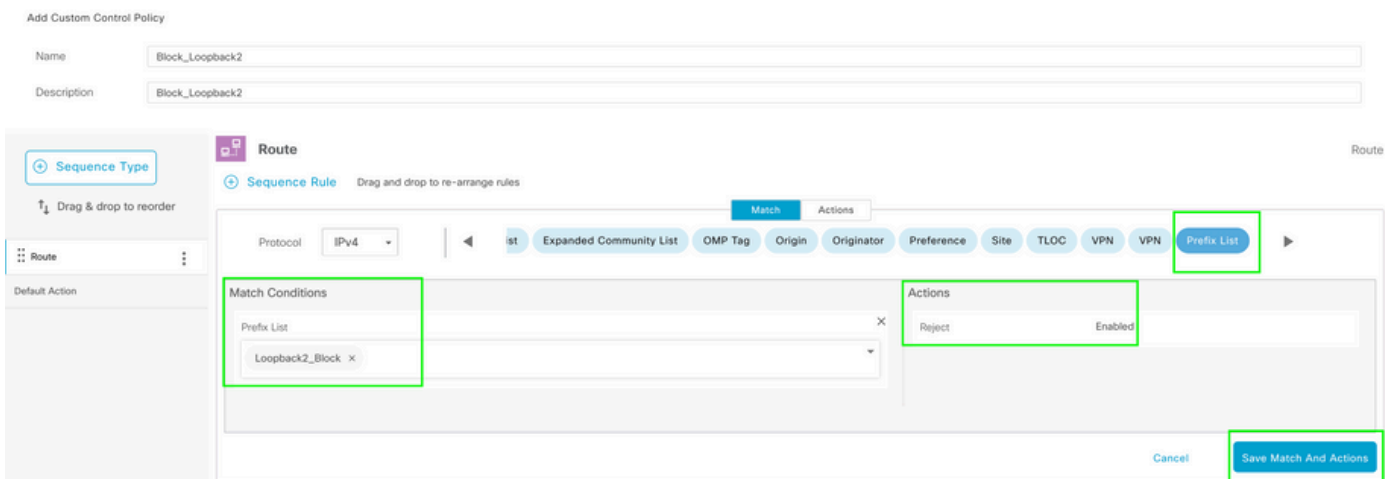 Add Custom Control Policy
Name Block_Loopback2
Description Block_Loopback2
Sequence Type
Drag & drop to reorder
Route
Default Action
Route Route
Sequence Rule Drag and drop to re-arrange rules
Match Actions
Protocol IPv4 ist Expanded Community List OMP Tag Origin Originator Preference Site TLOC VPN VPN Prefix List
Match Conditions
Prefix List
Loopback2_Block ×
Actions
Reject Enabled
Cancel Save Match And Actions